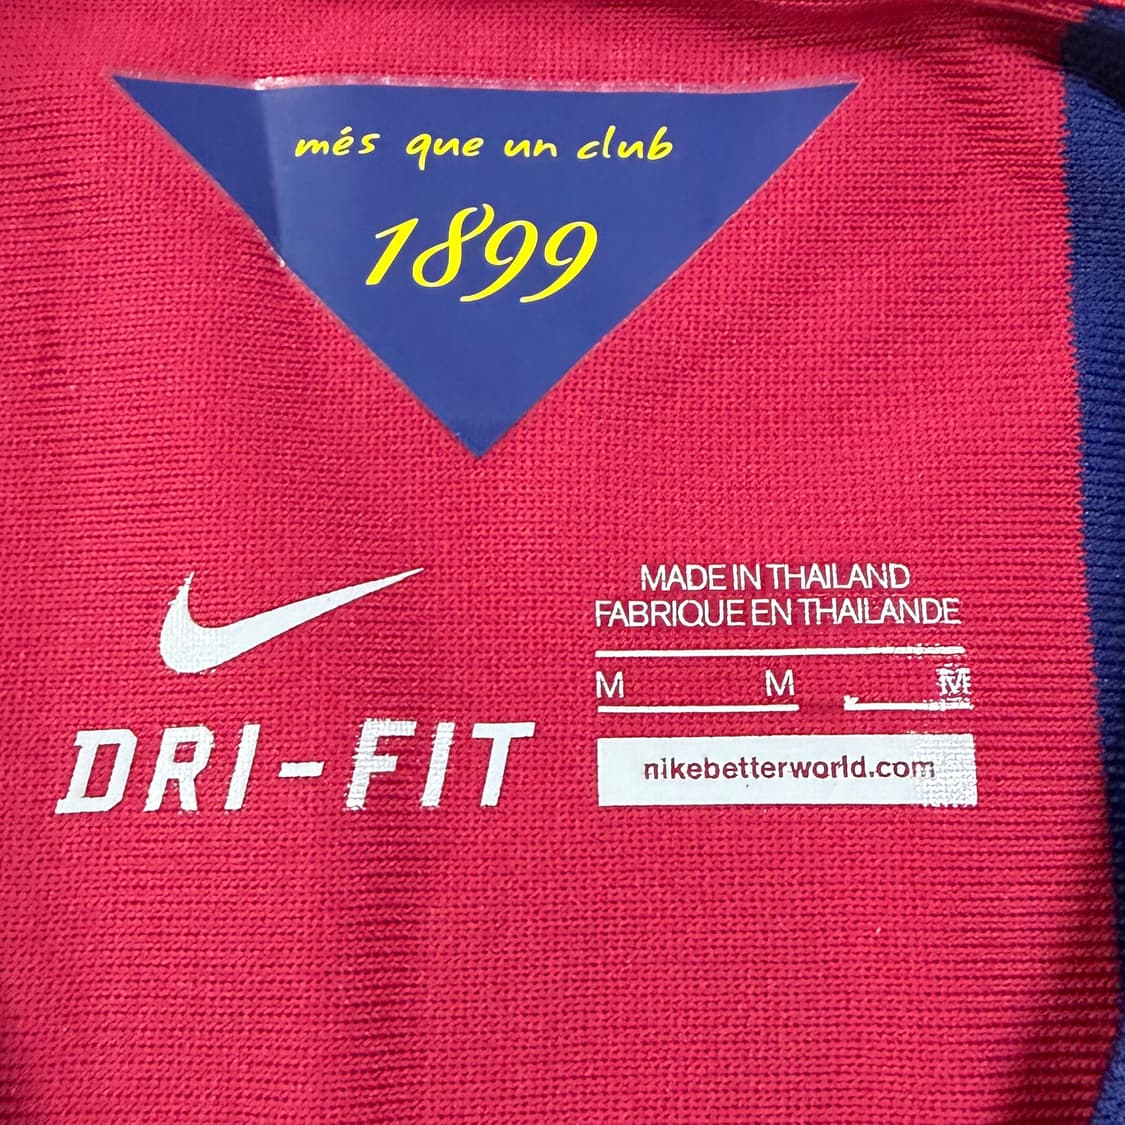 més que un club
1899
DRI-FIT
MADE IN THAILAND
FABRIQUE EN THAILANDE
M M M
nikebetterworld.com